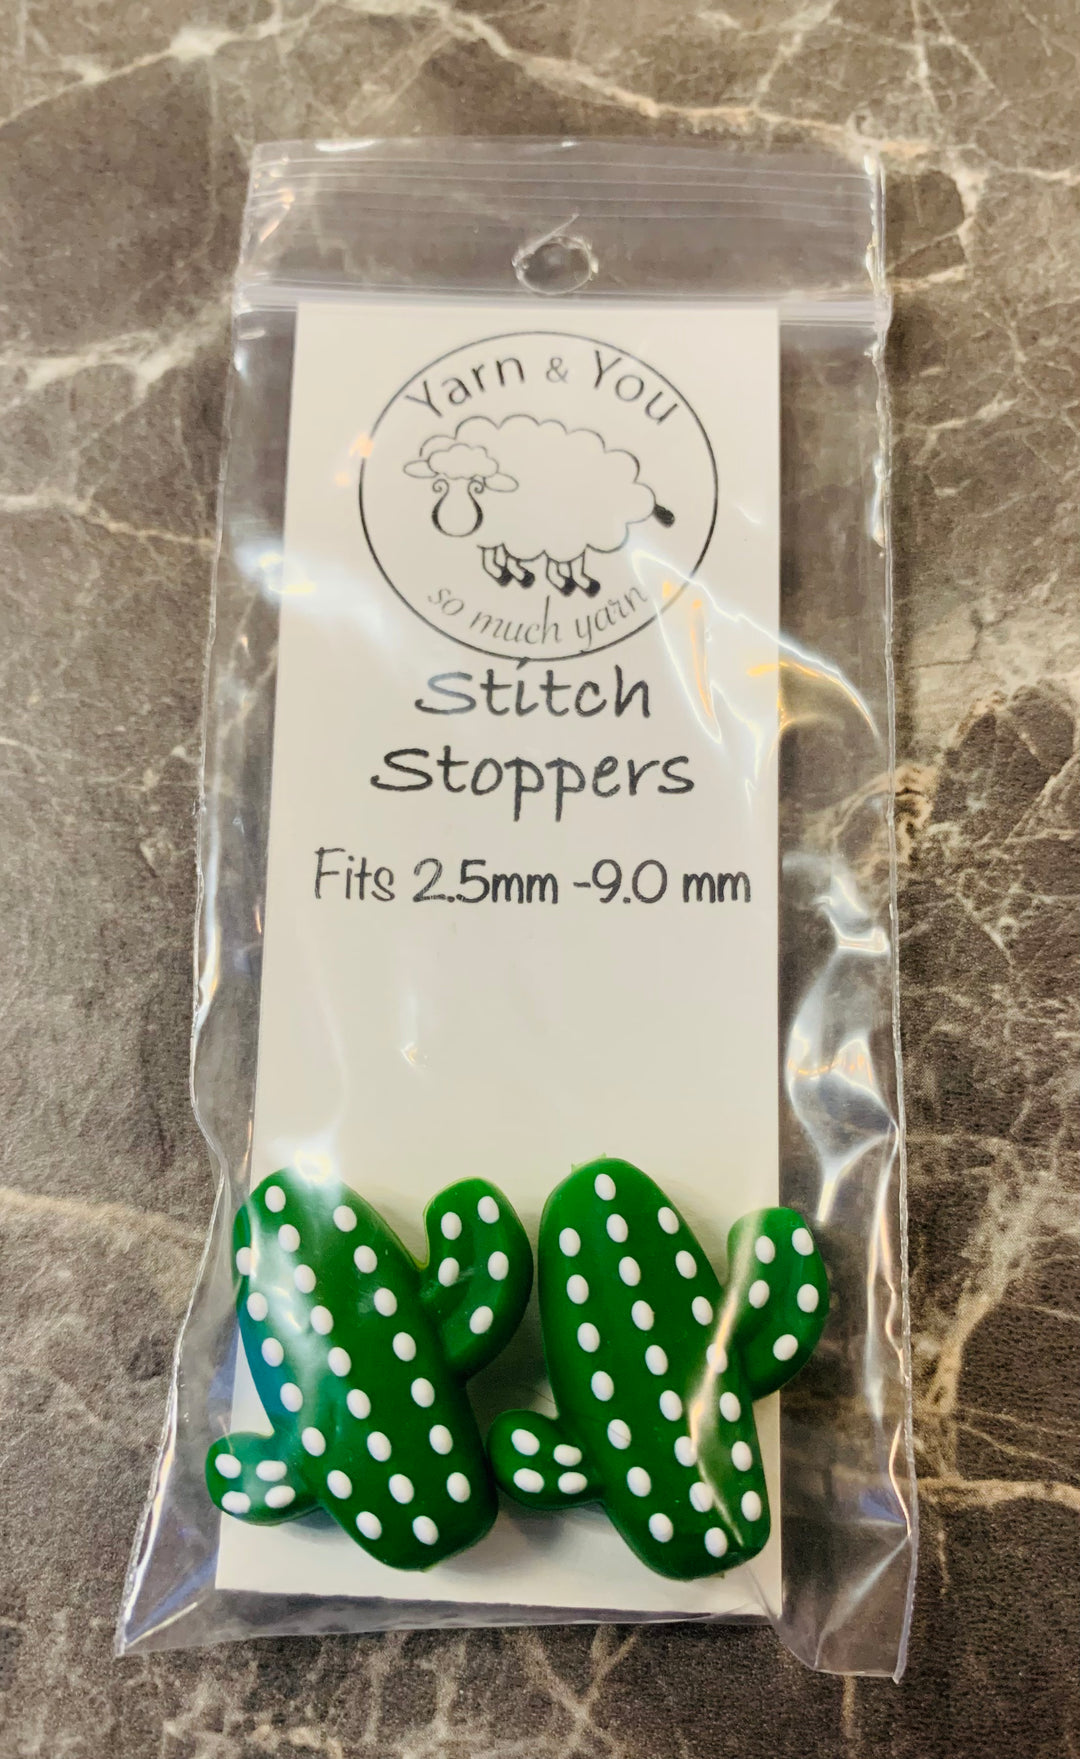 Yarn & You
so much yarn
Stitch
Stoppers
Fits 2.5mm -9.0 mm